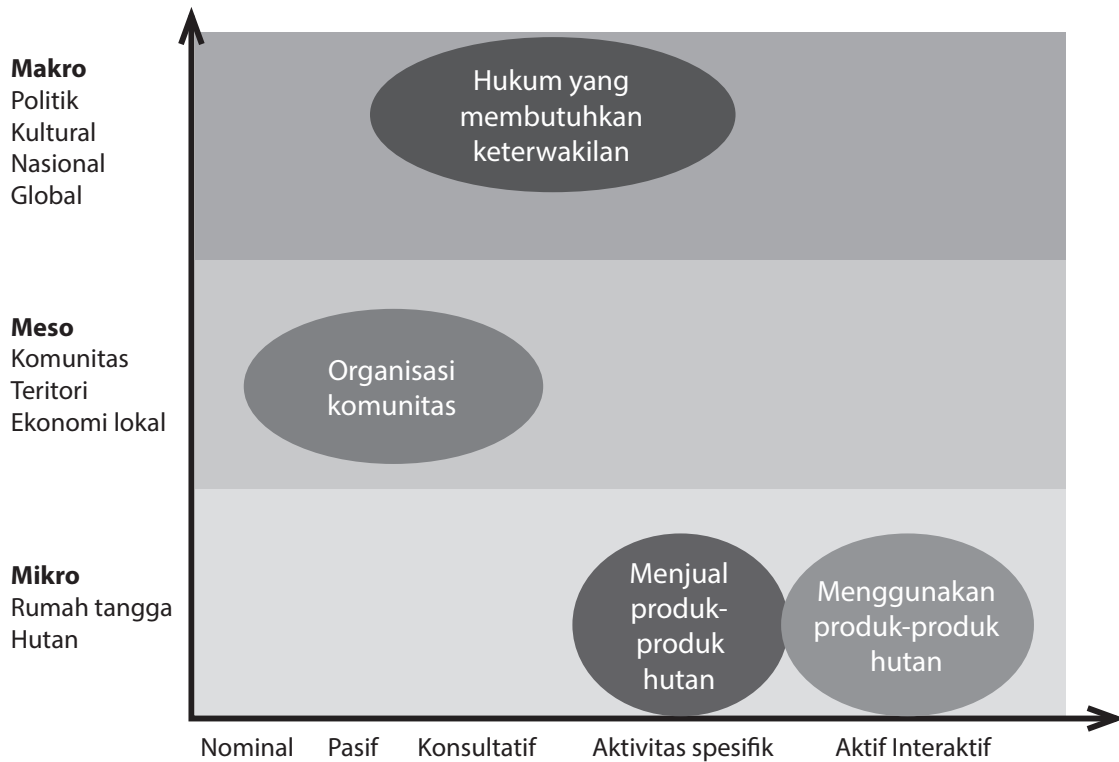 Makro
Politik
Kultural
Nasional
Global
Hukum yang
membutuhkan
keterwakilan
Meso
Komunitas
Teritori
Ekonomi lokal
Organisasi
komunitas
Mikro
Rumah tangga
Hutan
Menjual
produk-
produk
hutan
Menggunakan
produk-produk
hutan
Nominal Pasif Konsultatif Aktivitas spesifik Aktif Interaktif